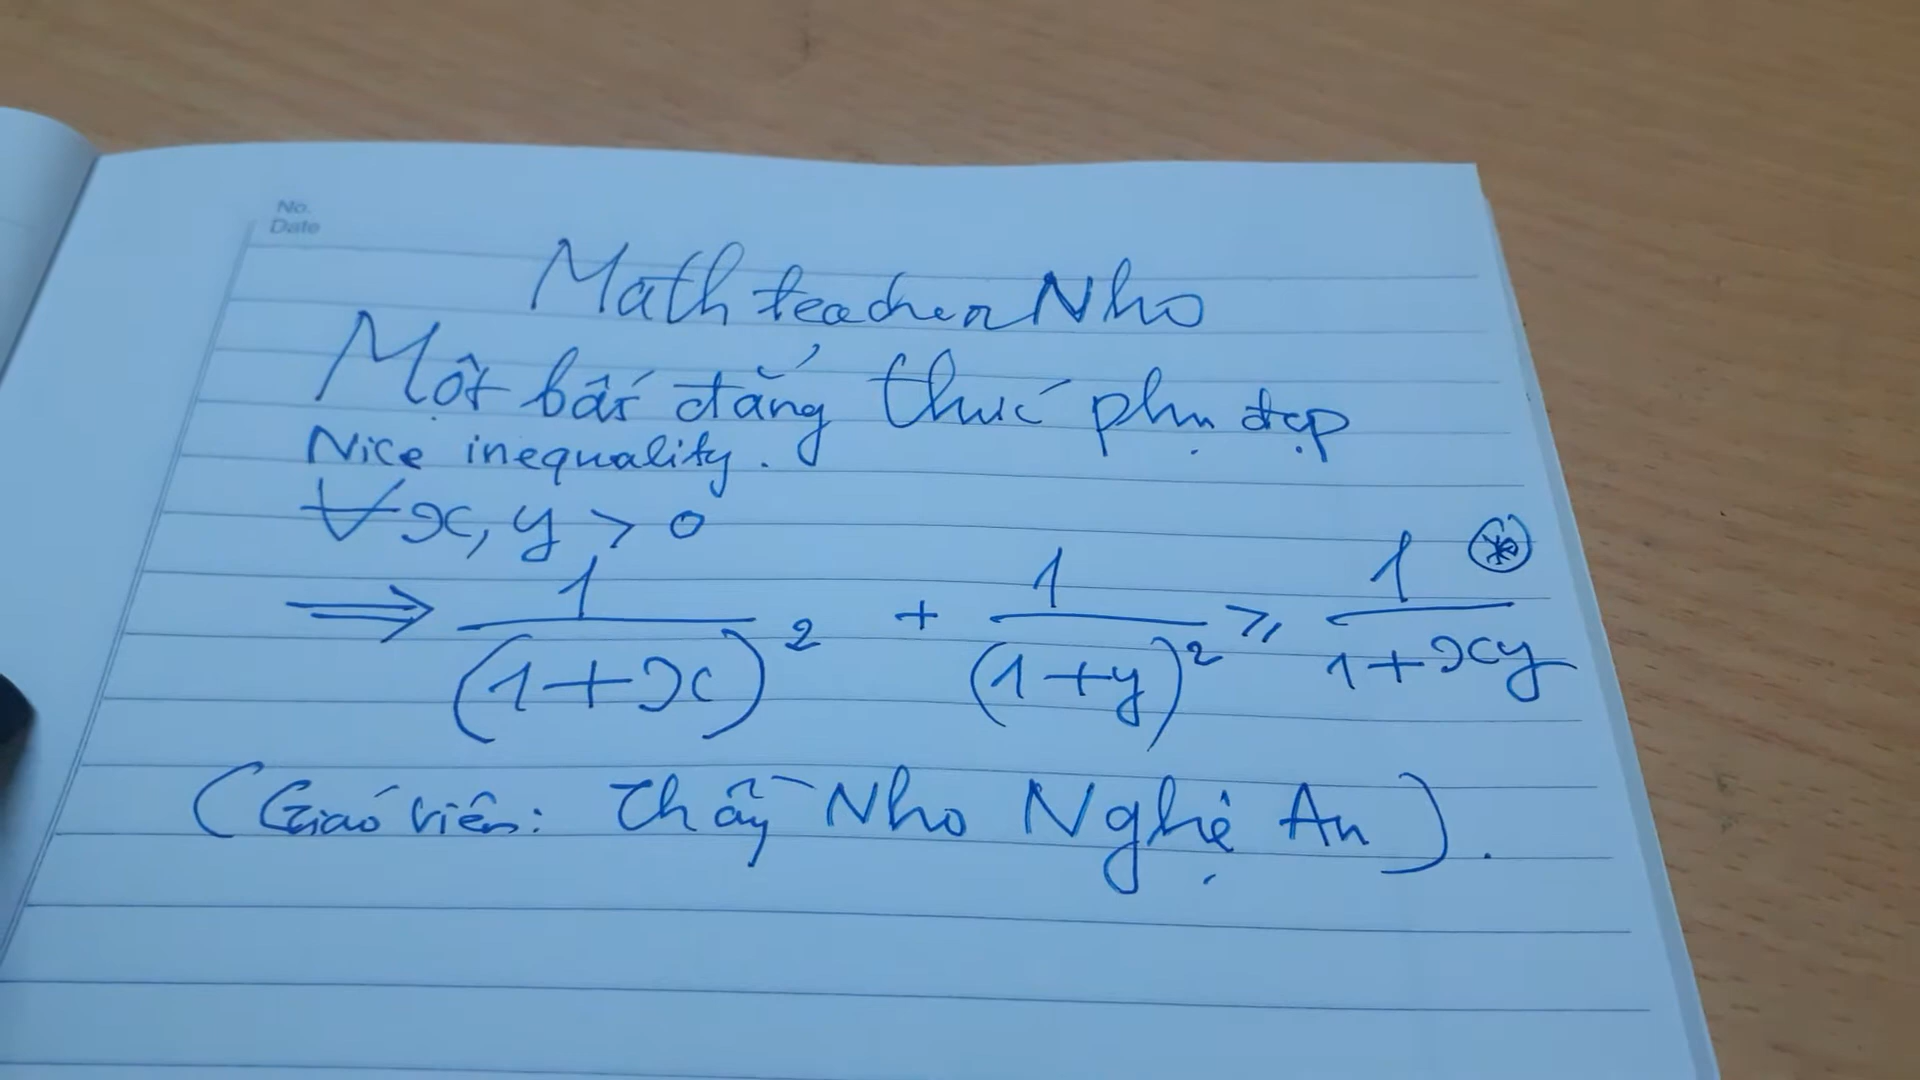 No.
Date
Math teacher Nho
Một bất đẳng thức phụ đẹp
Nice inequality.
∀x, y > 0
⟹ 1/(1+x)² + 1/(1+y)² ⩾ 1/(1+xy) (*)
(Giáo viên: Thầy Nho Nghệ An).